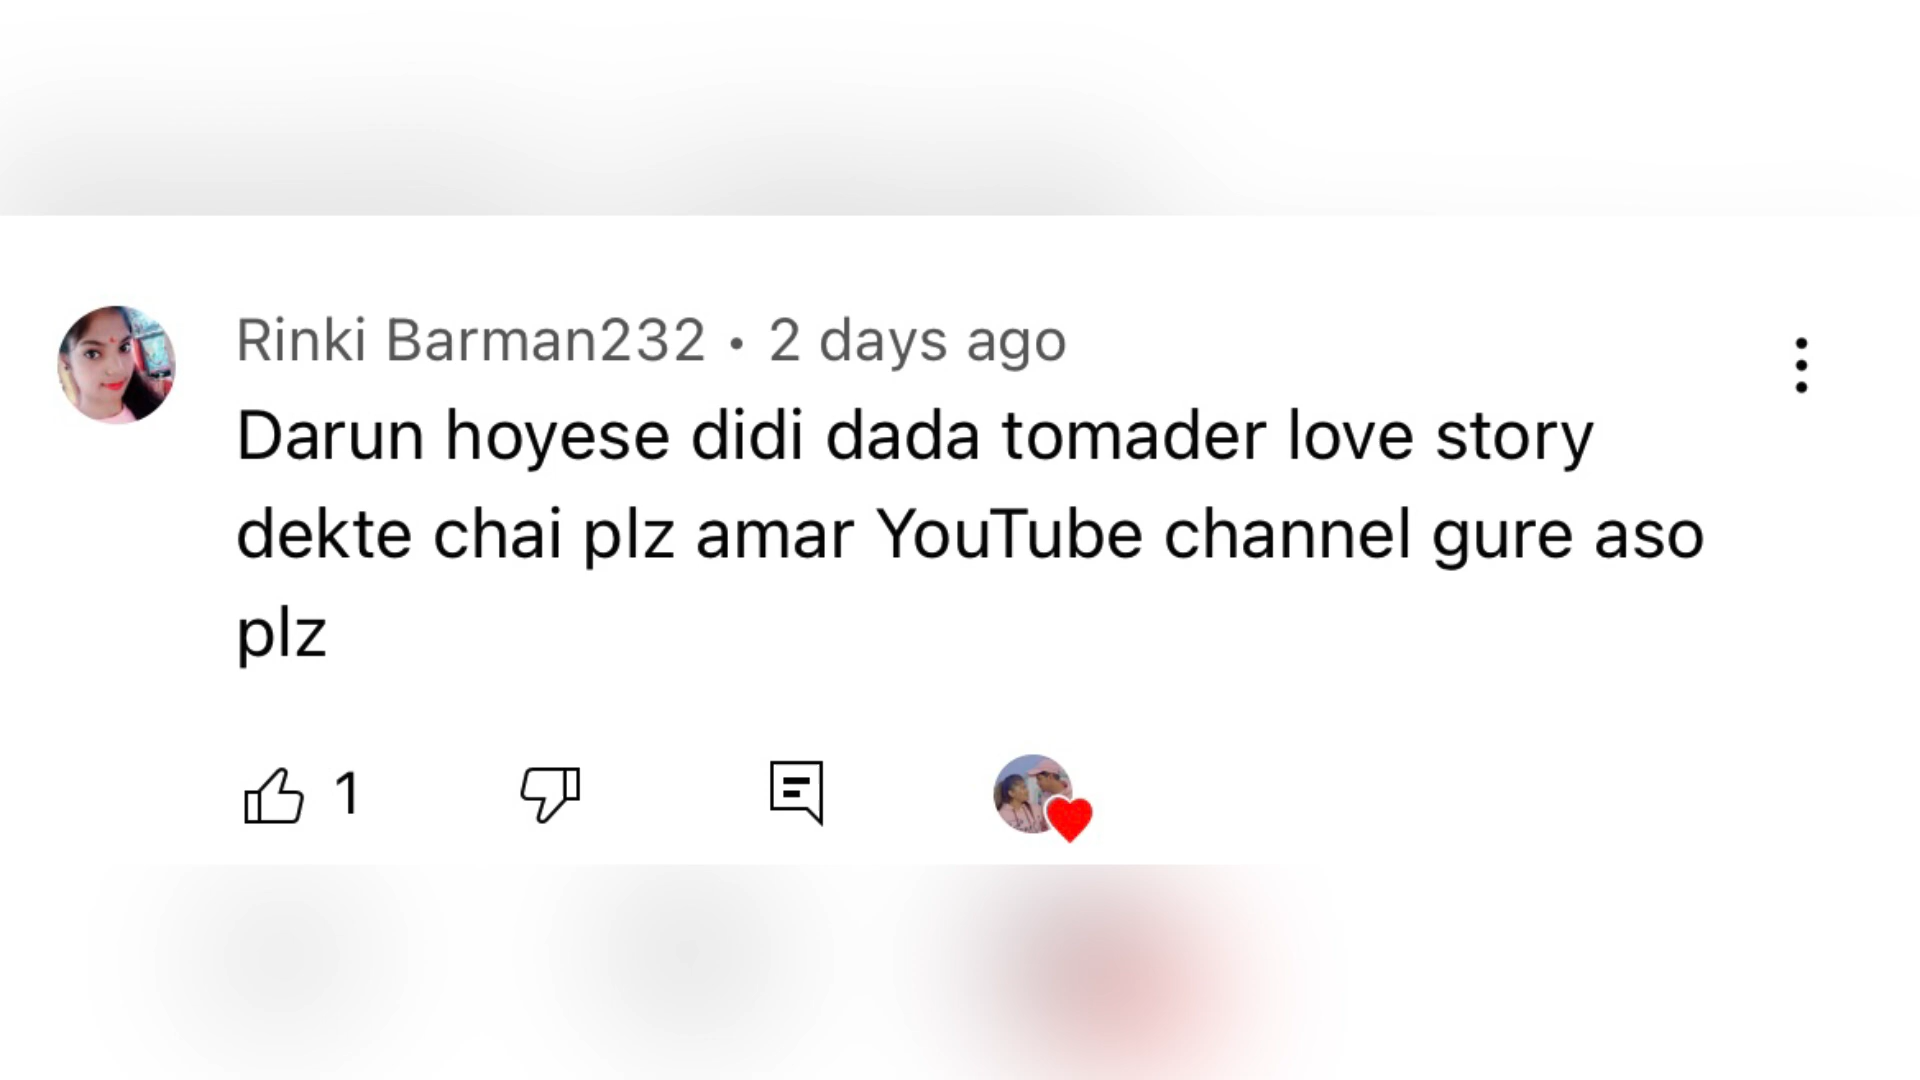 Rinki Barman232 • 2 days ago
Darun hoyese didi dada tomader love story
dekte chai plz amar YouTube channel gure aso
plz
1